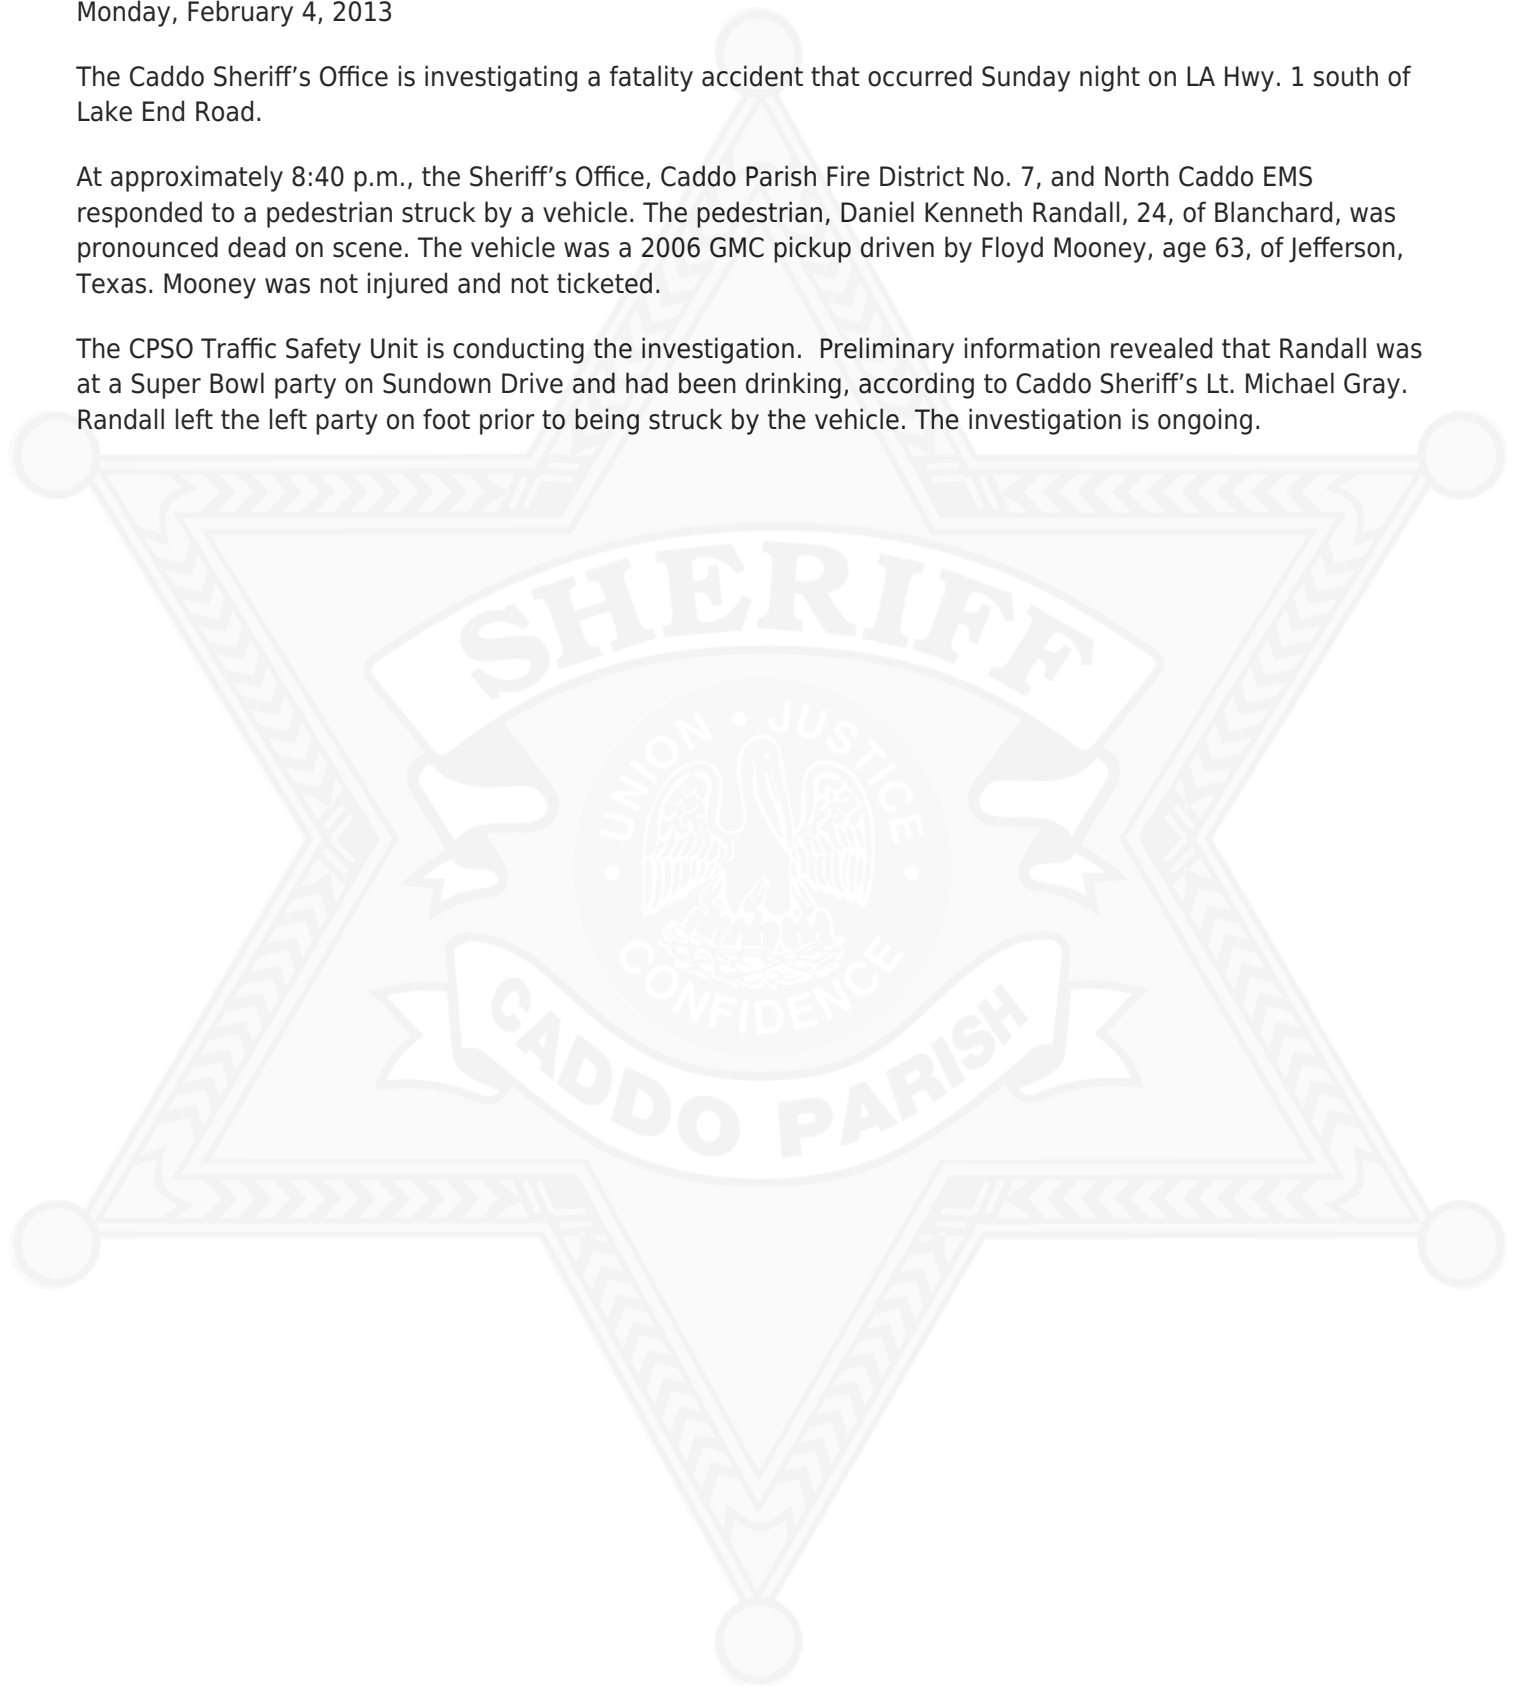 Monday, February 4, 2013
The Caddo Sheriff’s Office is investigating a fatality accident that occurred Sunday night on LA Hwy. 1 south of
Lake End Road.
At approximately 8:40 p.m., the Sheriff’s Office, Caddo Parish Fire District No. 7, and North Caddo EMS
responded to a pedestrian struck by a vehicle. The pedestrian, Daniel Kenneth Randall, 24, of Blanchard, was
pronounced dead on scene. The vehicle was a 2006 GMC pickup driven by Floyd Mooney, age 63, of Jefferson,
Texas. Mooney was not injured and not ticketed.
The CPSO Traffic Safety Unit is conducting the investigation.  Preliminary information revealed that Randall was
at a Super Bowl party on Sundown Drive and had been drinking, according to Caddo Sheriff’s Lt. Michael Gray.
Randall left the left party on foot prior to being struck by the vehicle. The investigation is ongoing.
SHERIFF
UNION • JUSTICE
• CONFIDENCE •
CADDO PARISH